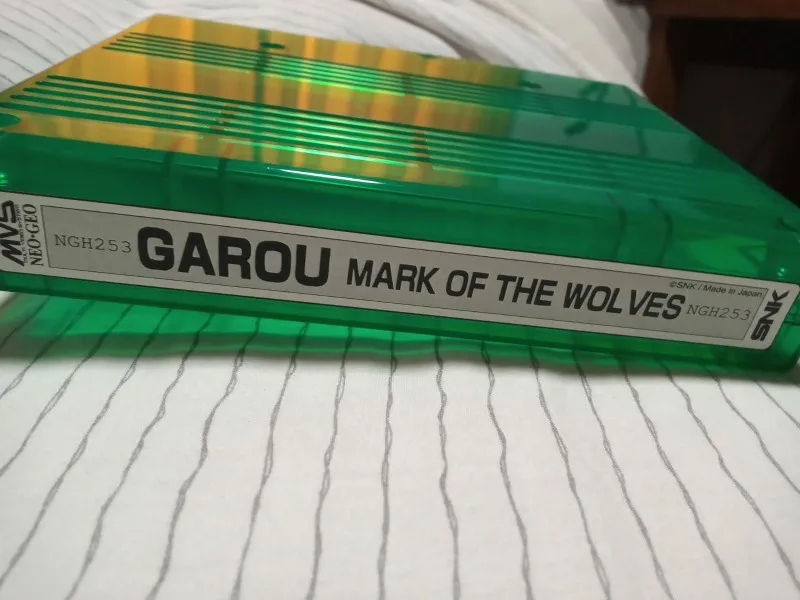 MVS
NEO·GEO
NGH253
GAROU MARK OF THE WOLVES
©SNK / Made in Japan
NGH253
SNK